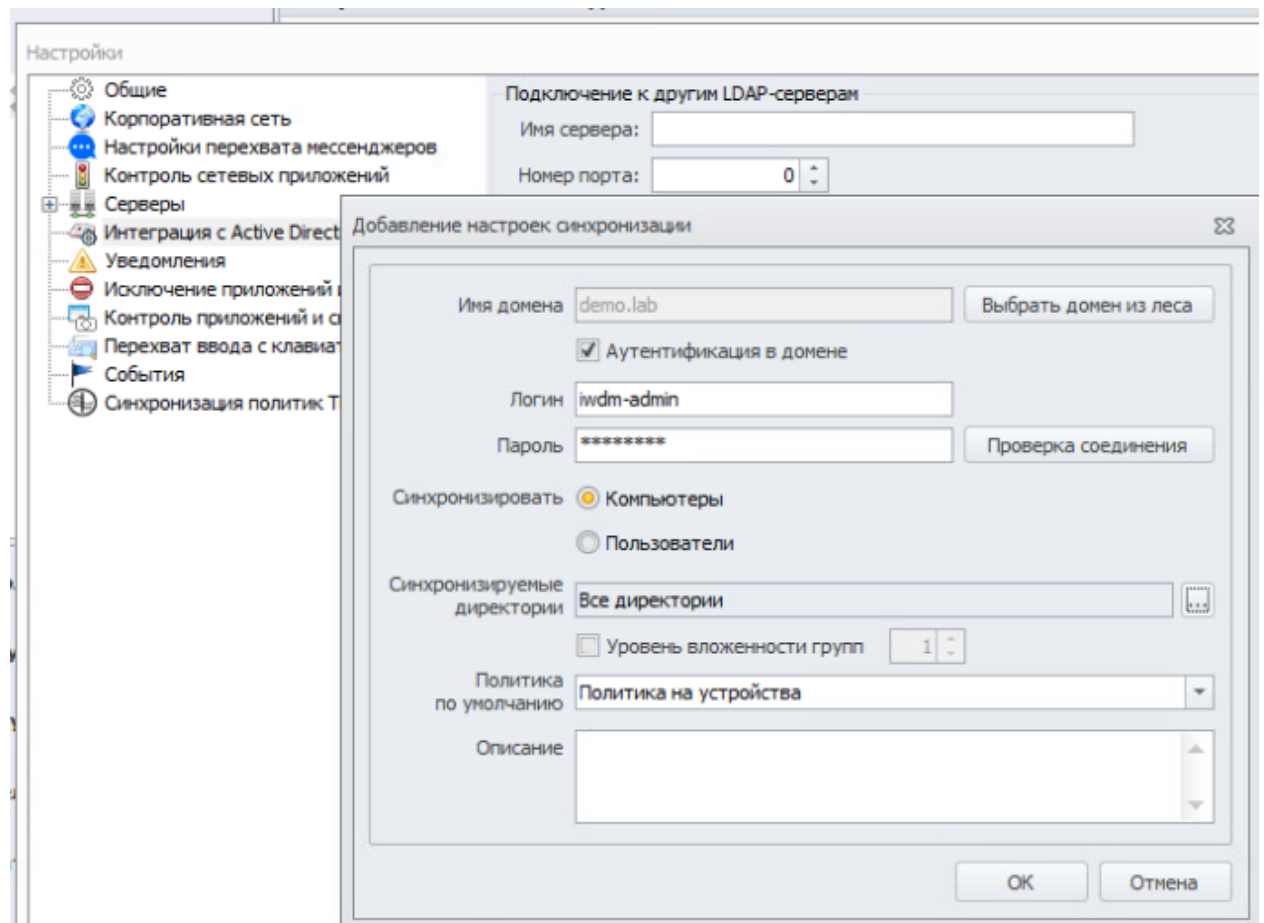 Настройки
Общие
Корпоративная сеть
Настройки перехвата мессенджеров
Контроль сетевых приложений
Серверы
Интеграция с Active Direct
Уведомления
Исключение приложений
Контроль приложений и
Перехват ввода с клавиат
События
Синхронизация политик
Подключение к другим LDAP-серверам
Имя сервера:
Номер порта: 0
Добавление настроек синхронизации
Имя домена demo.lab Выбрать домен из леса
Аутентификация в домене
Логин iwdm-admin
Пароль ******** Проверка соединения
Синхронизировать Компьютеры
Пользователи
Синхронизируемые
директории Все директории ...
Уровень вложенности групп 1
Политика
по умолчанию Политика на устройства
Описание
OK Отмена